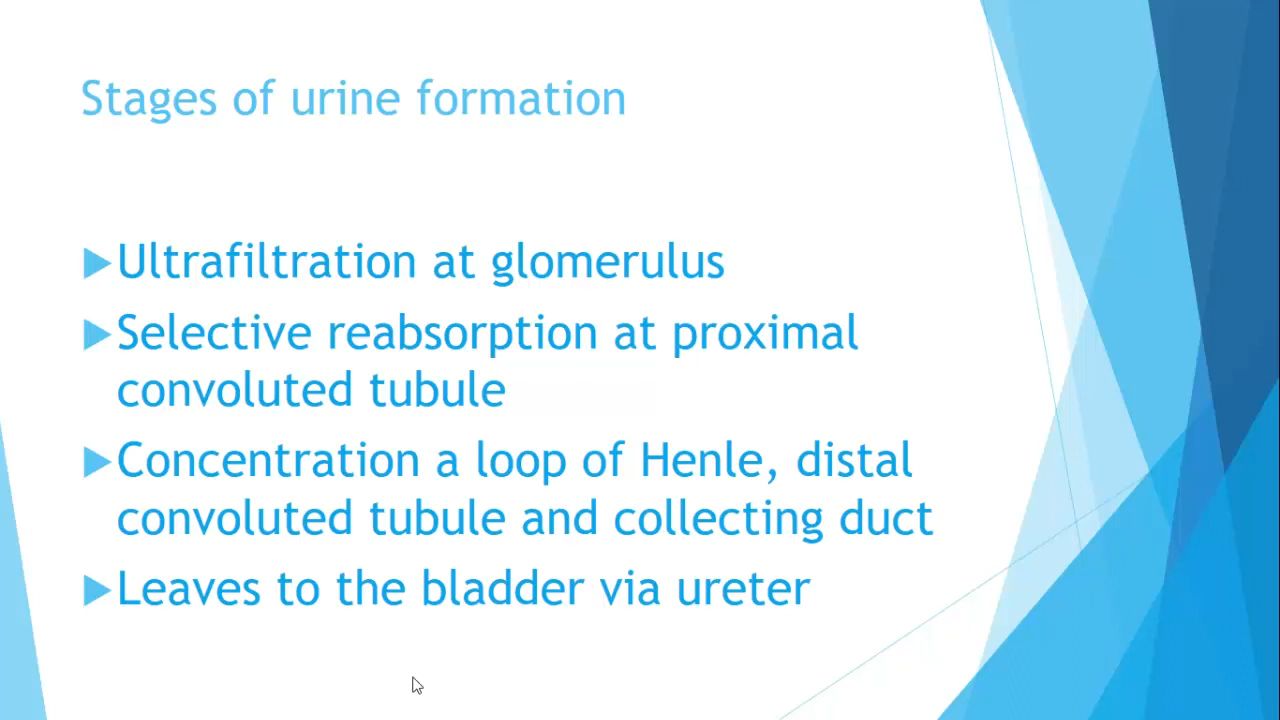 Stages of urine formation
Ultrafiltration at glomerulus
Selective reabsorption at proximal
convoluted tubule
Concentration a loop of Henle, distal
convoluted tubule and collecting duct
Leaves to the bladder via ureter